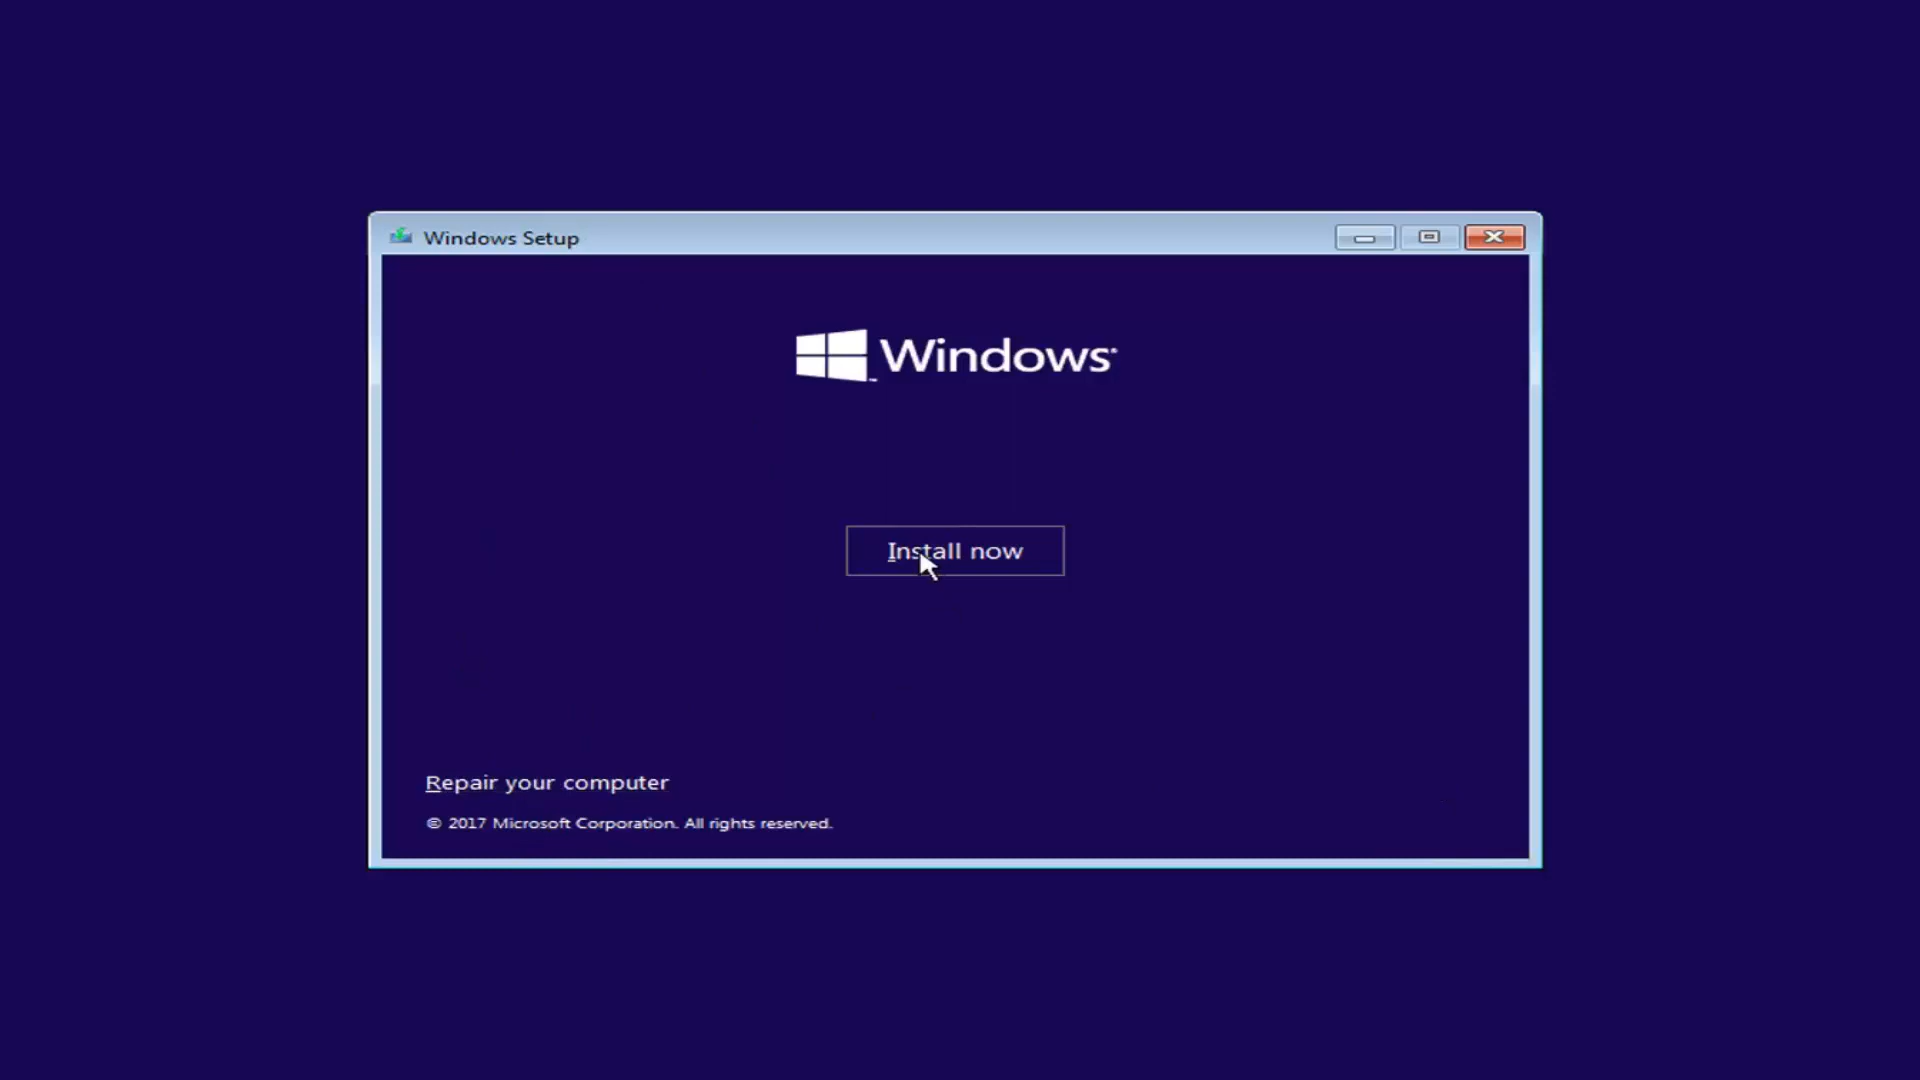 Windows Setup
Windows
Install now
Repair your computer
© 2017 Microsoft Corporation. All rights reserved.